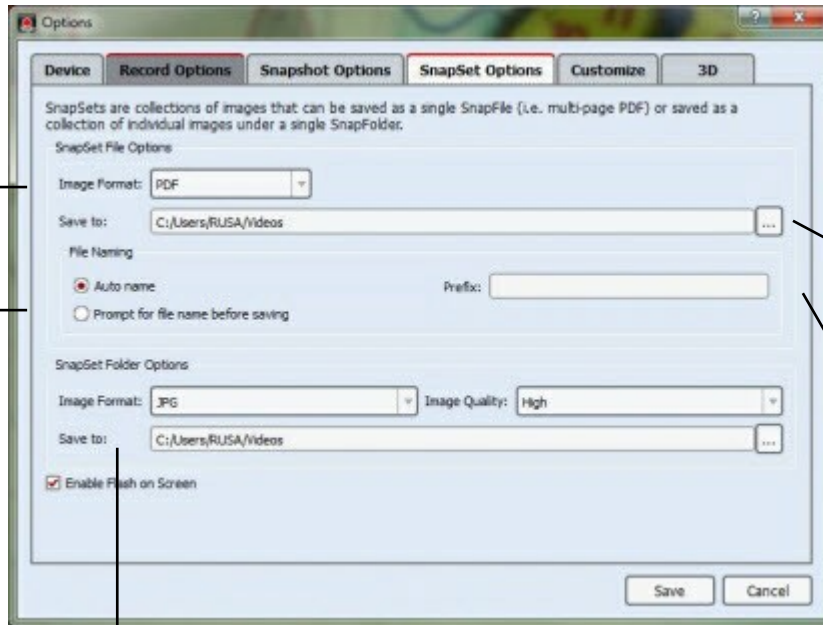 Options
Device Record Options Snapshot Options SnapSet Options Customize 3D
SnapSets are collections of images that can be saved as a single SnapFile (i.e. multi-page PDF) or saved as a
collection of individual images under a single SnapFolder.
SnapSet File Options
Image Format: PDF
Save to: C:/Users/RUSA/Videos ...
File Naming
Auto name Prefix:
Prompt for file name before saving
SnapSet Folder Options
Image Format: JPG Image Quality: High
Save to: C:/Users/RUSA/Videos ...
Enable Flash on Screen
Save Cancel